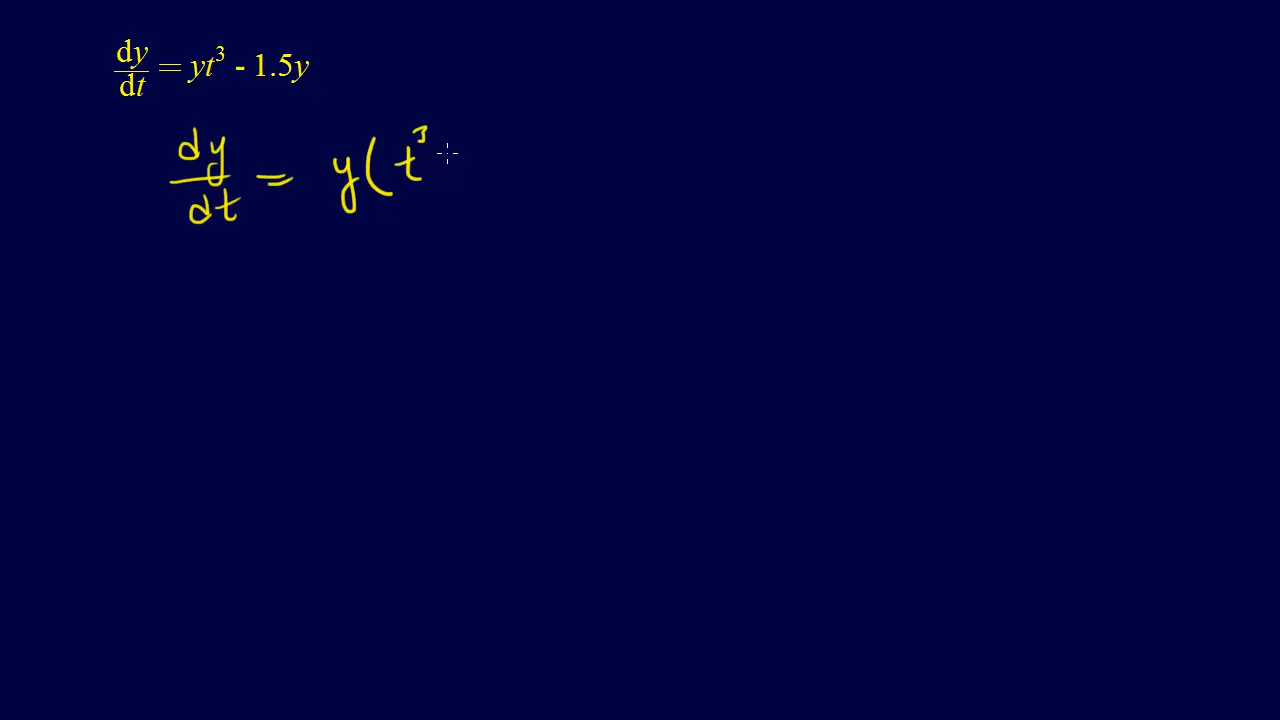 dy/dt = yt³ - 1.5y
dy/dt = y(t³